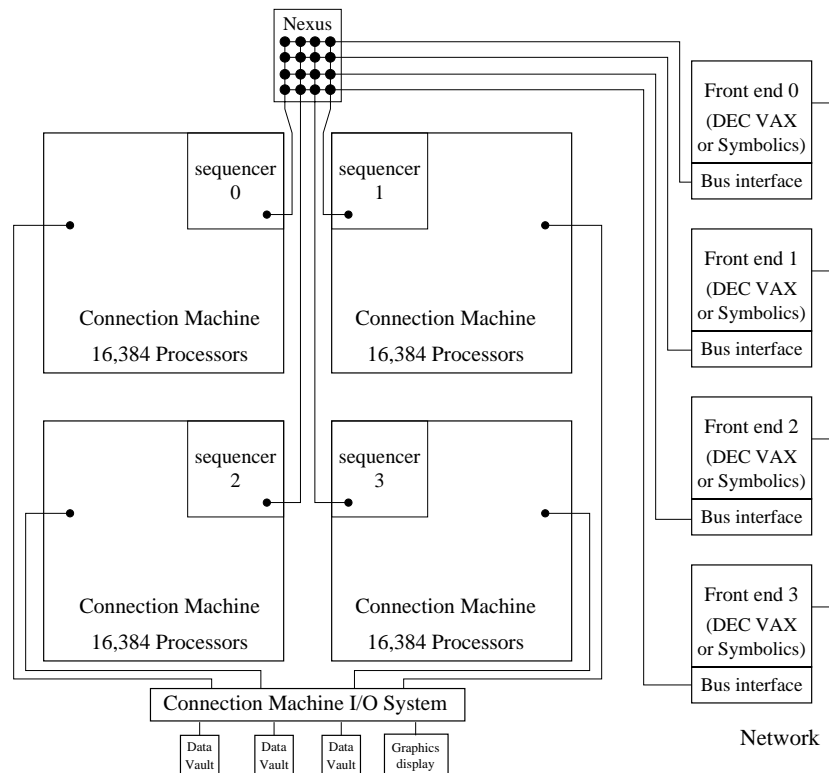 Nexus
sequencer
0
Connection Machine
16,384 Processors
sequencer
1
Connection Machine
16,384 Processors
sequencer
2
Connection Machine
16,384 Processors
sequencer
3
Connection Machine
16,384 Processors
Front end 0
(DEC VAX
or Symbolics)
Bus interface
Front end 1
(DEC VAX
or Symbolics)
Bus interface
Front end 2
(DEC VAX
or Symbolics)
Bus interface
Front end 3
(DEC VAX
or Symbolics)
Bus interface
Connection Machine I/O System
Data
Vault
Data
Vault
Data
Vault
Graphics
display
Network